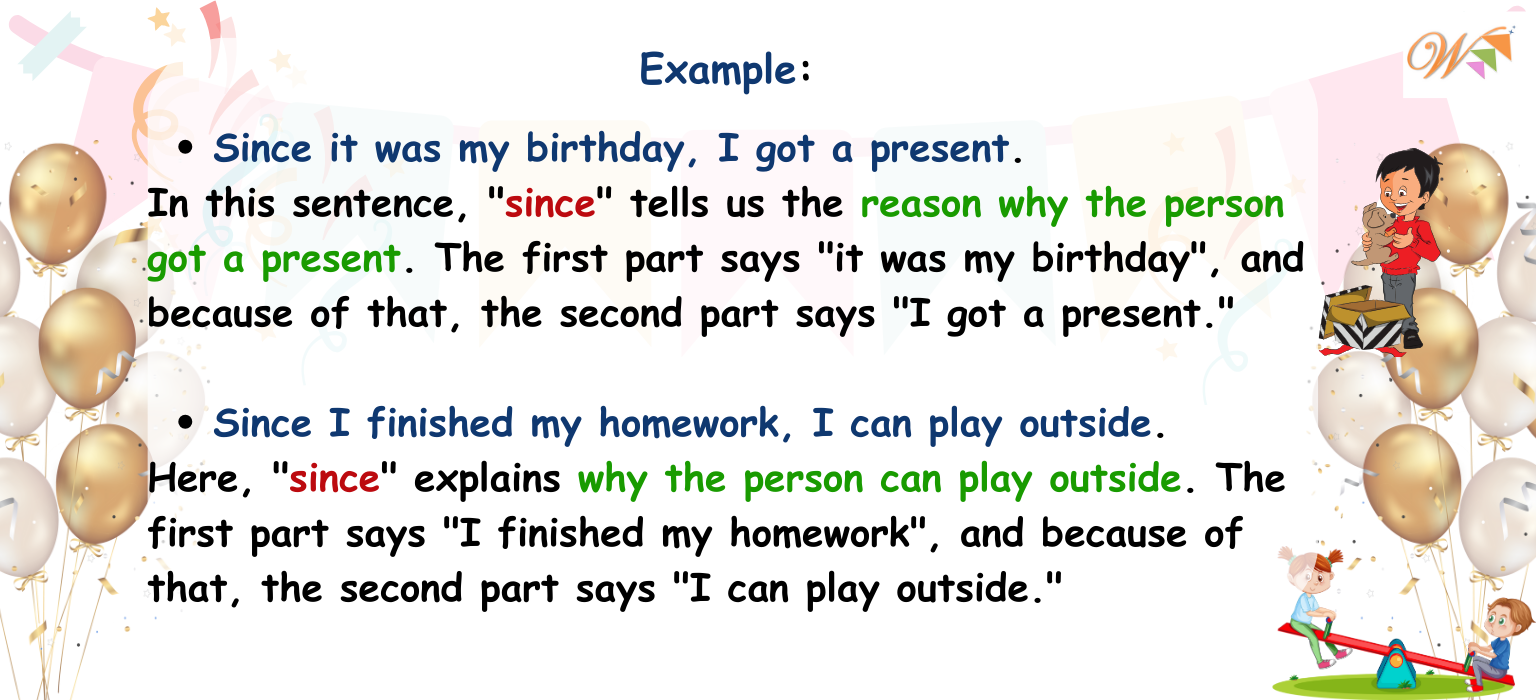 Example:
• Since it was my birthday, I got a present.
In this sentence, "since" tells us the reason why the person
got a present. The first part says "it was my birthday", and
because of that, the second part says "I got a present."
• Since I finished my homework, I can play outside.
Here, "since" explains why the person can play outside. The
first part says "I finished my homework", and because of
that, the second part says "I can play outside."
W